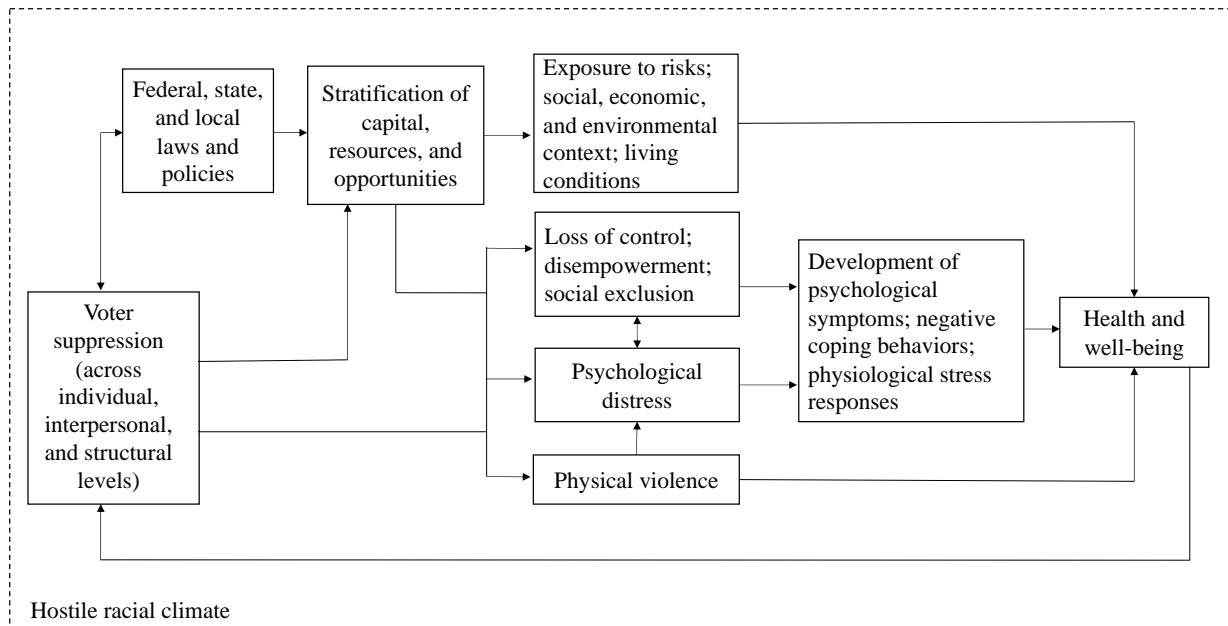 Federal, state,
and local
laws and
policies
Stratification of
capital,
resources, and
opportunities
Exposure to risks;
social, economic,
and environmental
context; living
conditions
Loss of control;
disempowerment;
social exclusion
Development of
psychological
symptoms; negative
coping behaviors;
physiological stress
responses
Voter
suppression
(across
individual,
interpersonal,
and structural
levels)
Psychological
distress
Health and
well-being
Physical violence
Hostile racial climate